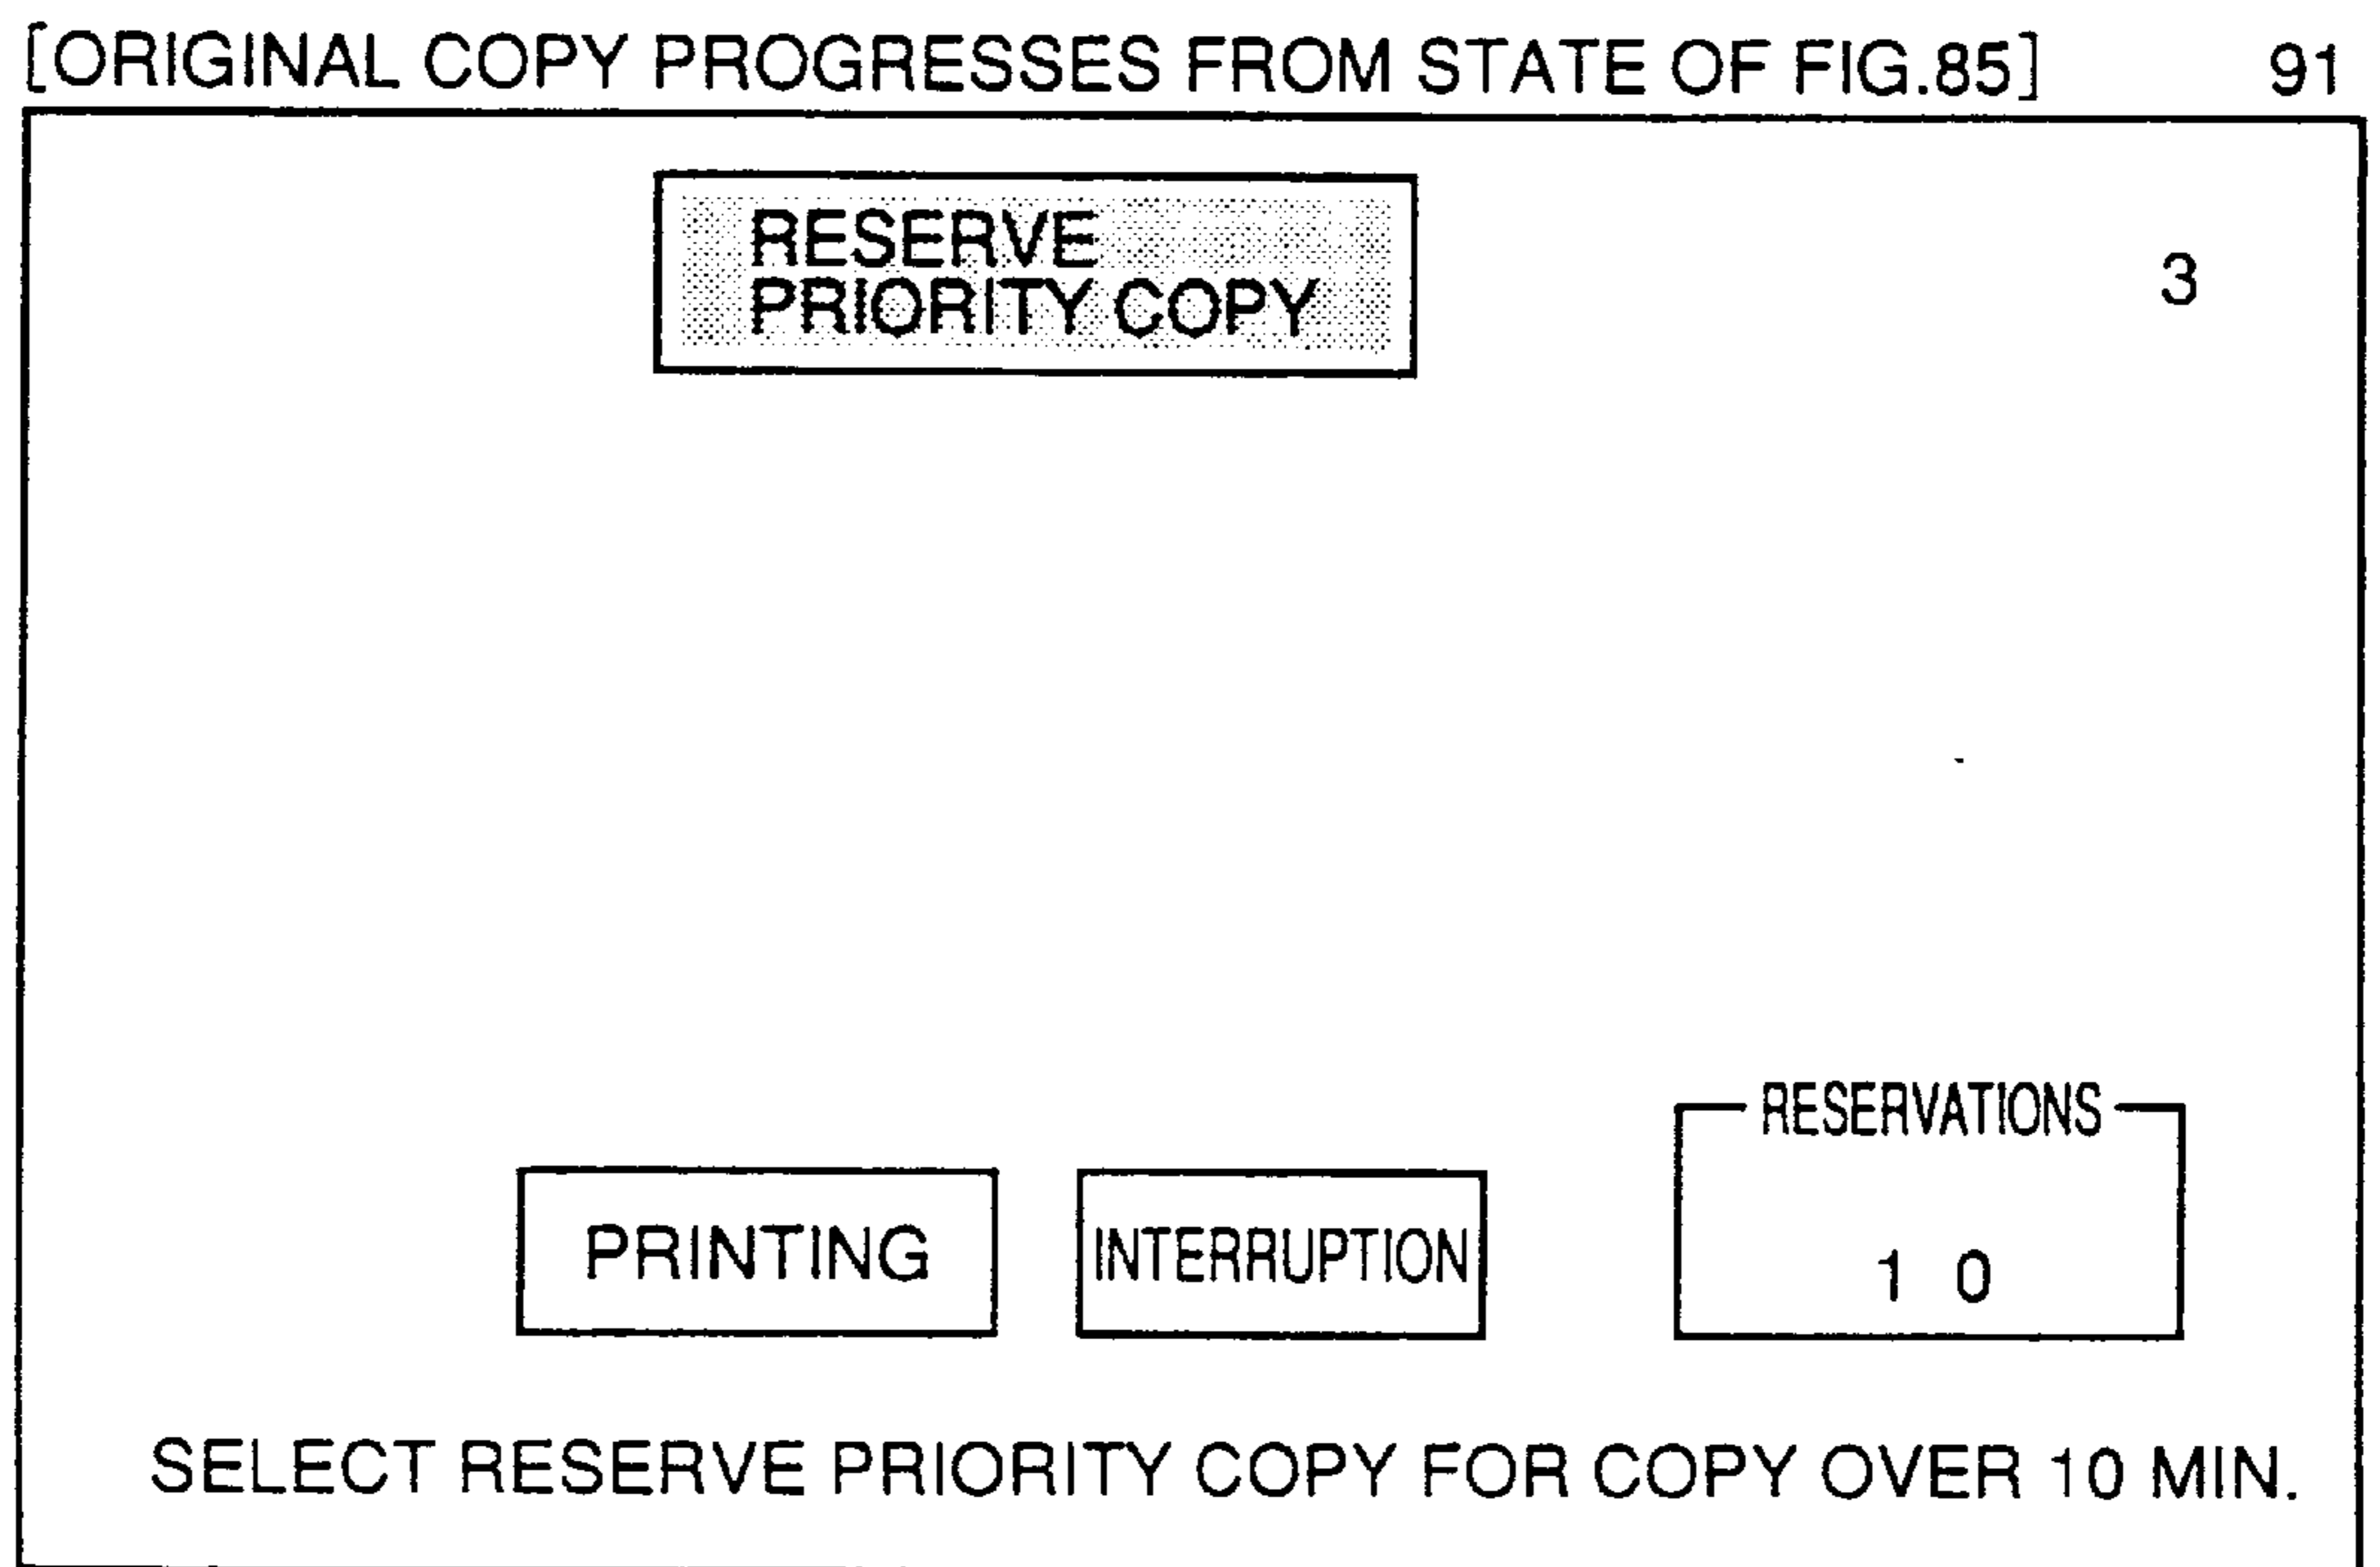 [ORIGINAL COPY PROGRESSES FROM STATE OF FIG.85] 91
RESERVE
PRIORITY COPY
3
RESERVATIONS
PRINTING
INTERRUPTION
1 0
SELECT RESERVE PRIORITY COPY FOR COPY OVER 10 MIN.